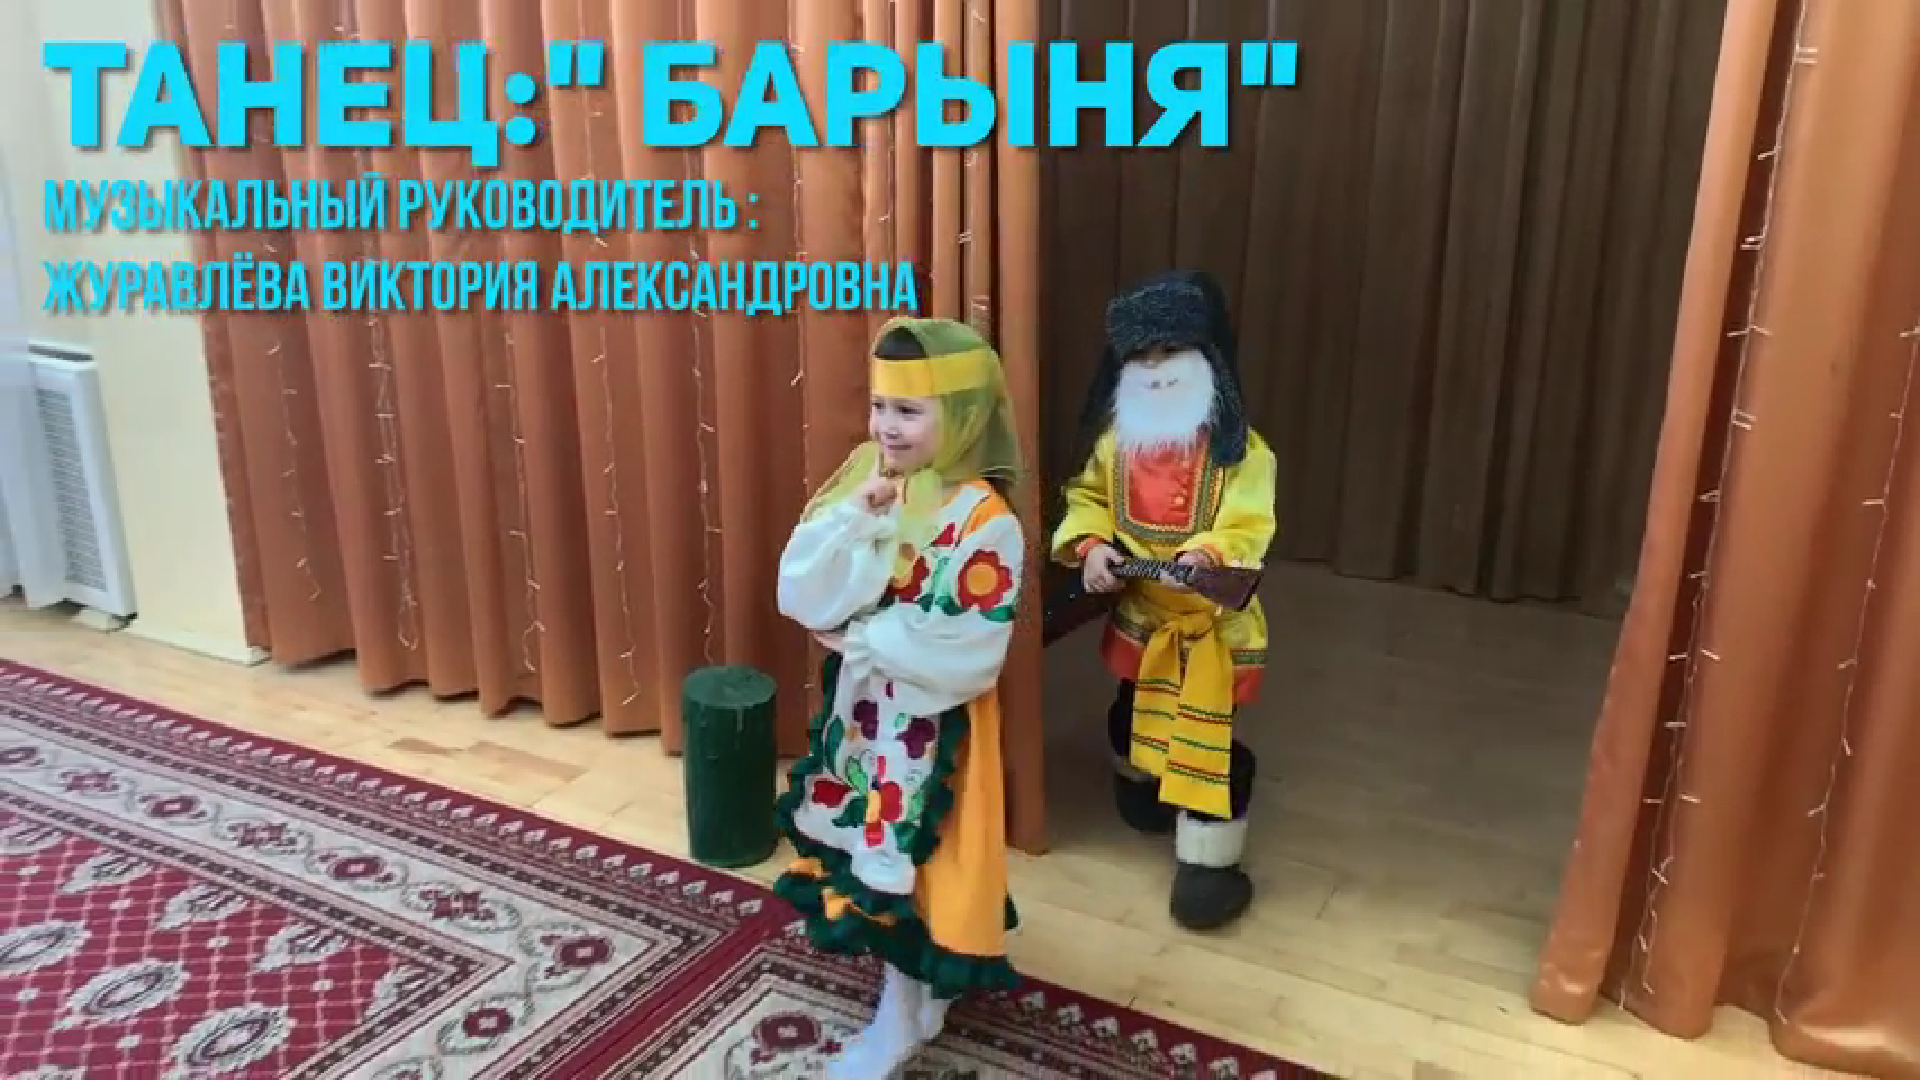 ТАНЕЦ:" БАРЫНЯ"
МУЗЫКАЛЬНЫЙ РУКОВОДИТЕЛЬ :
ЖУРАВЛЁВА ВИКТОРИЯ АЛЕКСАНДРОВНА